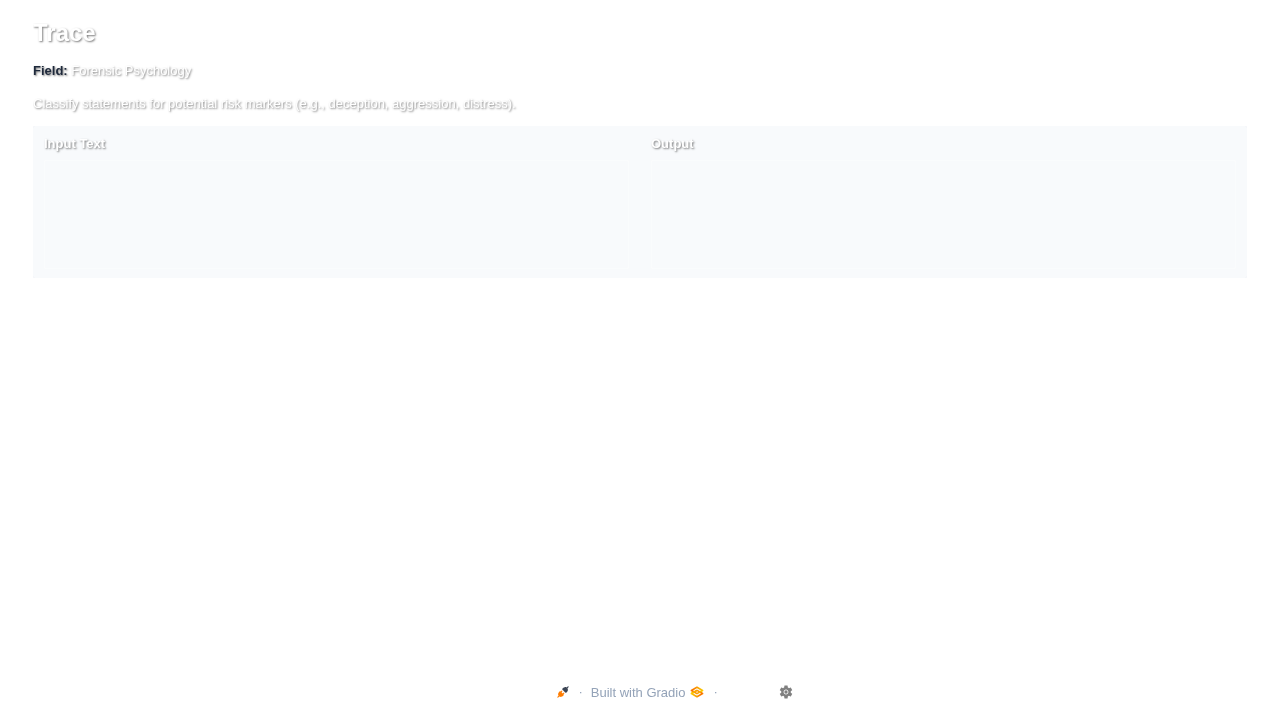 Trace
Field: Forensic Psychology
Classify statements for potential risk markers (e.g., deception, aggression, distress).
Input Text
Output
· Built with Gradio ·